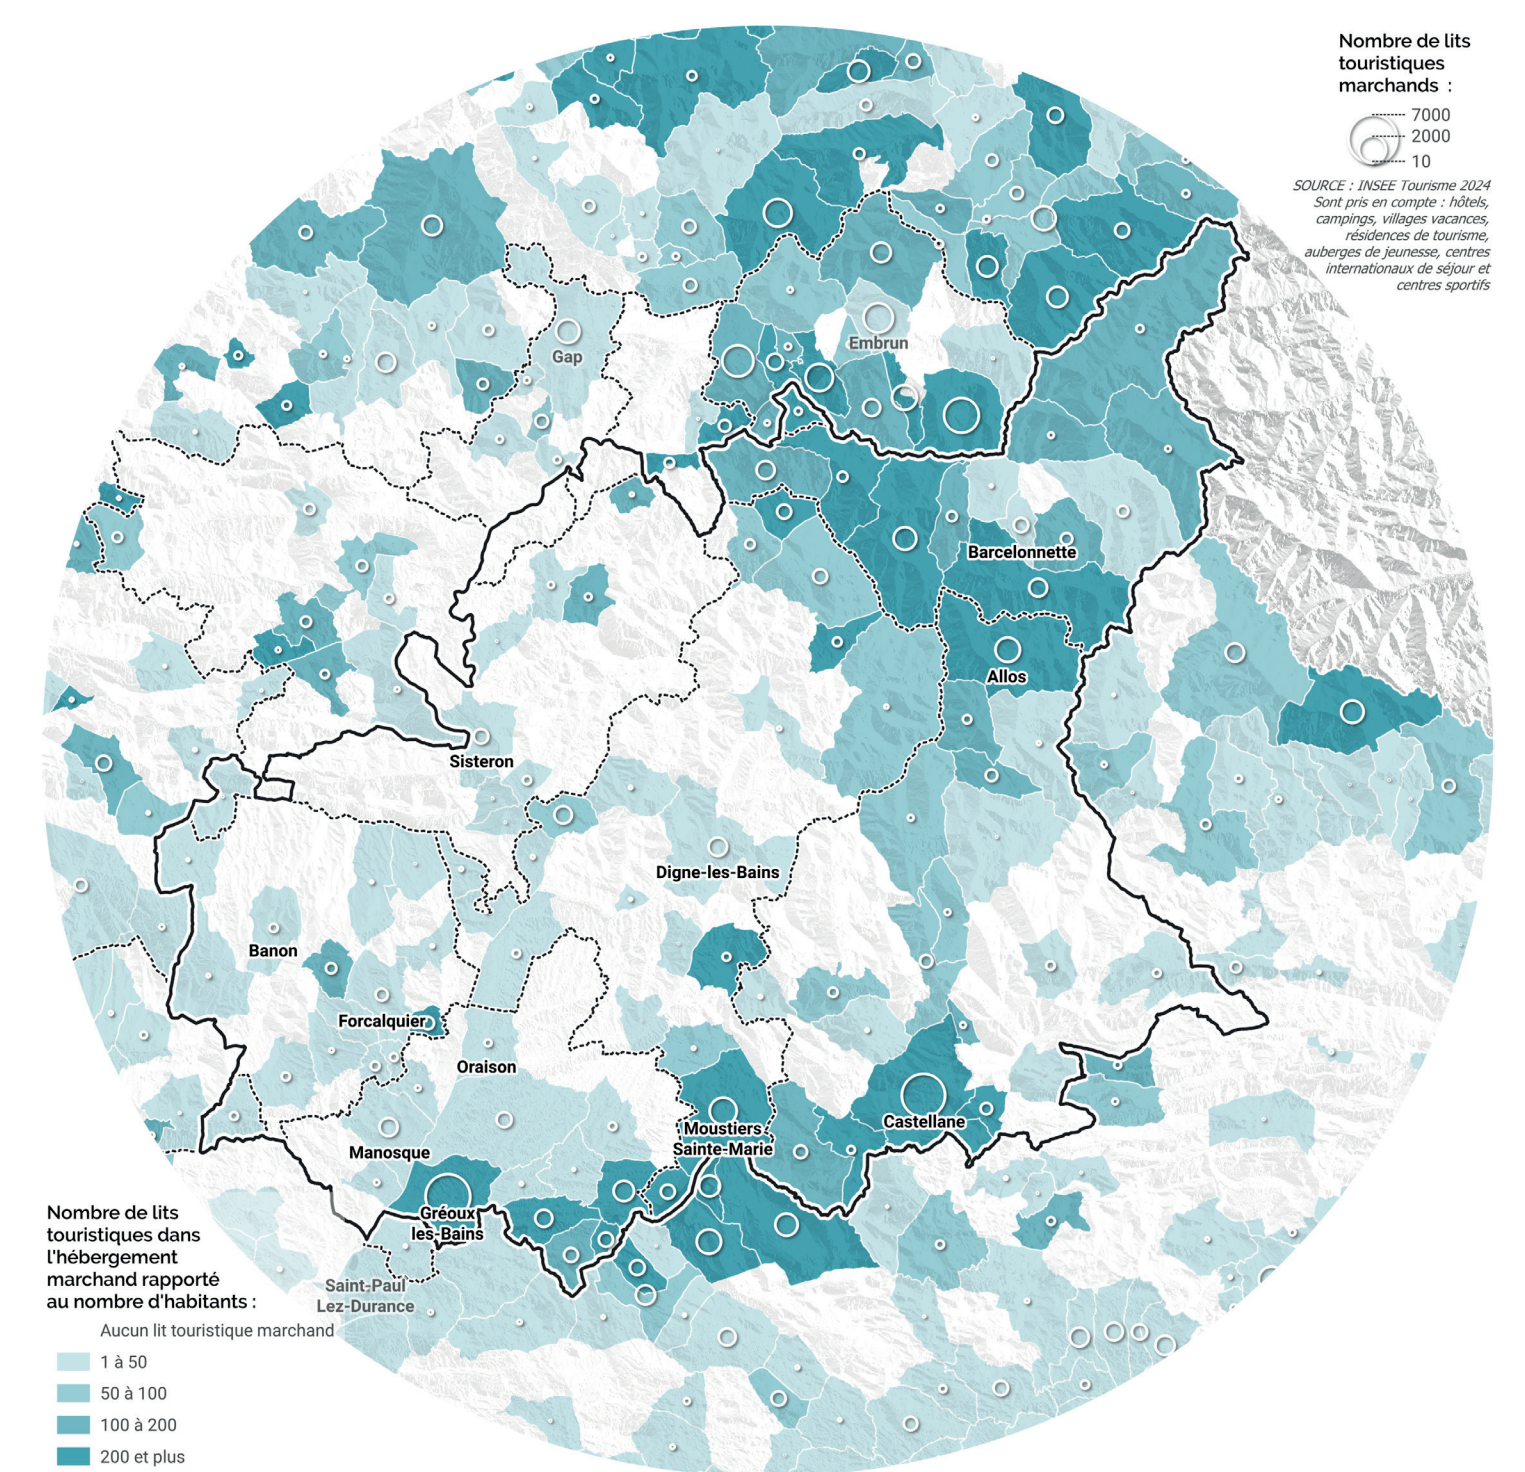 Nombre de lits
touristiques
marchands :
7000
2000
10
SOURCE : INSEE Tourisme 2024
Sont pris en compte : hôtels,
campings, villages vacances,
résidences de tourisme,
auberges de jeunesse, centres
internationaux de séjour et
centres sportifs
Gap
Embrun
Barcelonnette
Allos
Sisteron
Digne-les-Bains
Banon
Forcalquier
Oraison
Castellane
Moustiers
Sainte-Marie
Manosque
Gréoux
les-Bains
Saint-Paul
Lez-Durance
Nombre de lits
touristiques dans
l'hébergement
marchand rapporté
au nombre d'habitants :
Aucun lit touristique marchand
1 à 50
50 à 100
100 à 200
200 et plus